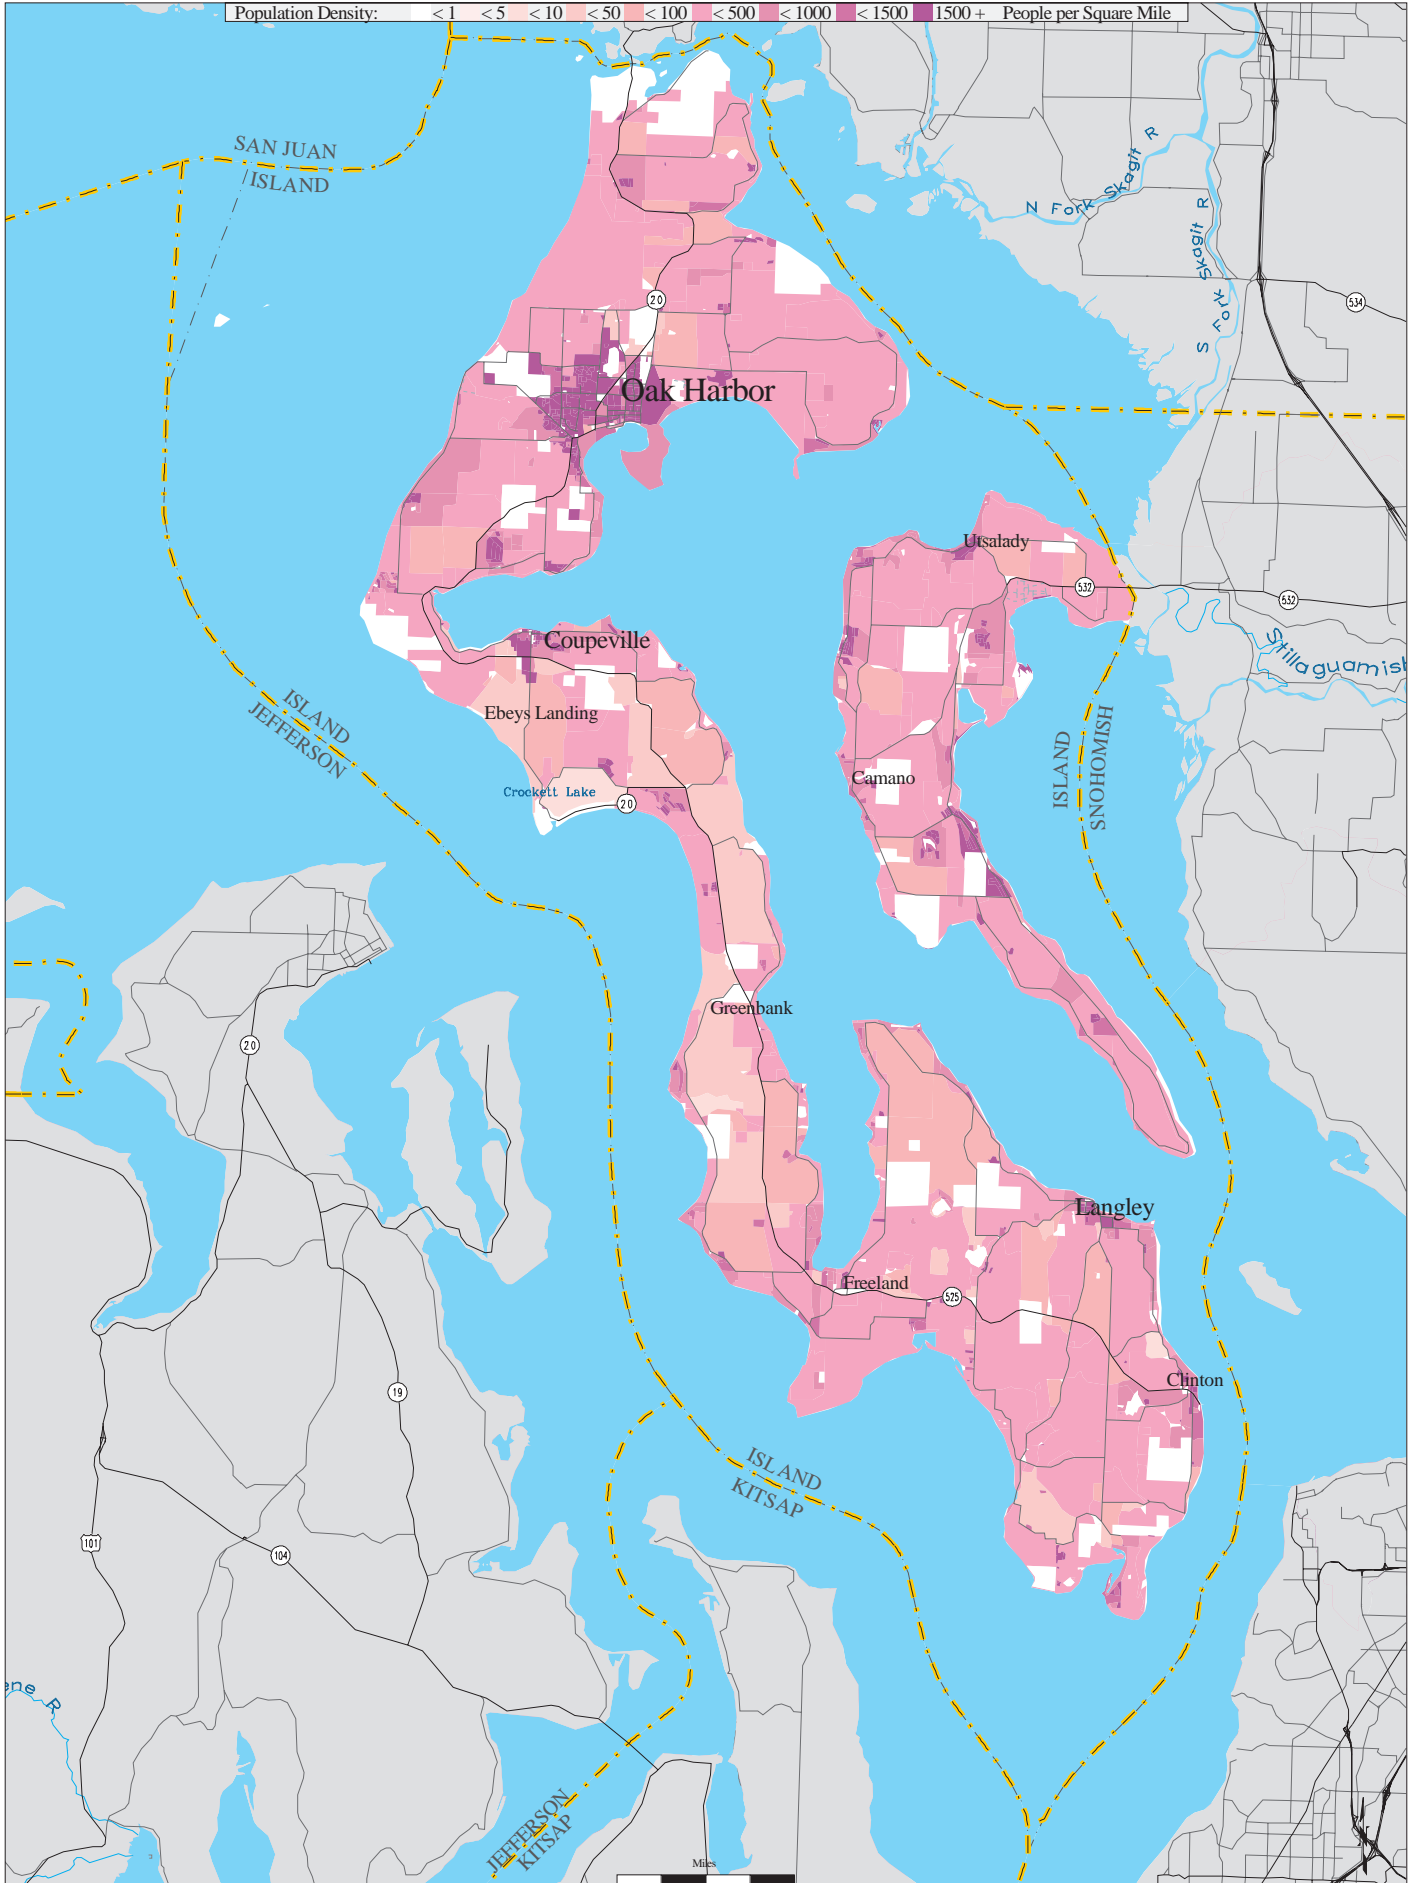 Population Density: < 1 < 5 < 10 < 50 < 100 < 500 < 1000 < 1500 1500 + People per Square Mile
SAN JUAN
ISLAND
N Fork Skagit R
S Fork Skagit R
20
534
Oak Harbor
Utsalady
532
532
Stillaguamish
Coupeville
Ebeys Landing
ISLAND
JEFFERSON
ISLAND
SNOHOMISH
Camano
Crockett Lake
20
Greenbank
20
Langley
Freeland
525
Clinton
19
ISLAND
KITSAP
101
104
ene R
JEFFERSON
KITSAP
Miles